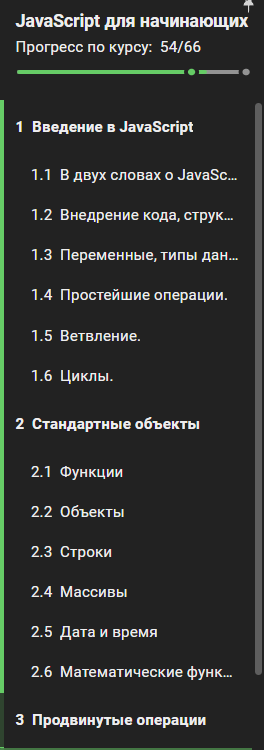 JavaScript для начинающих
Прогресс по курсу: 54/66
1 Введение в JavaScript
1.1 В двух словах о JavaSc...
1.2 Внедрение кода, струк...
1.3 Переменные, типы дан...
1.4 Простейшие операции.
1.5 Ветвление.
1.6 Циклы.
2 Стандартные объекты
2.1 Функции
2.2 Объекты
2.3 Строки
2.4 Массивы
2.5 Дата и время
2.6 Математические функ...
3 Продвинутые операции